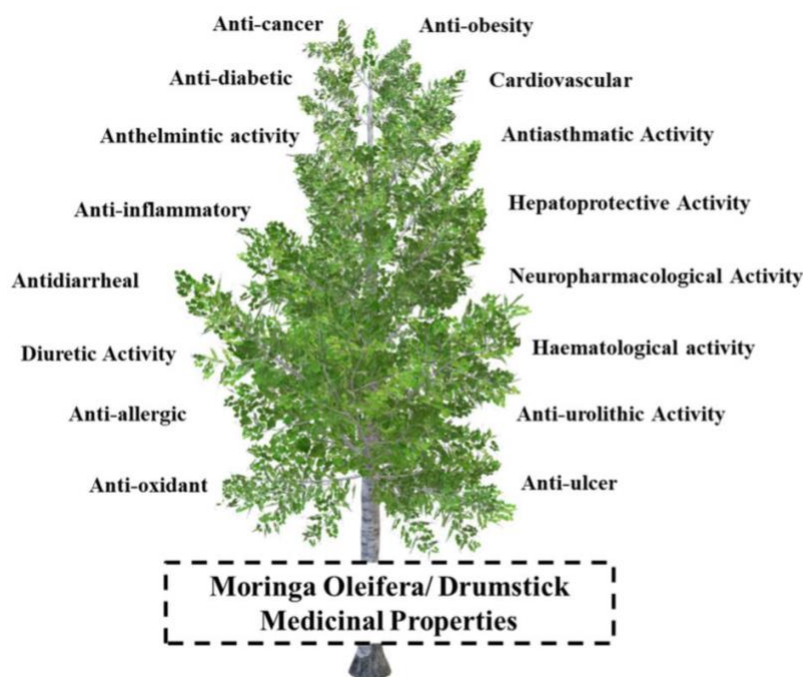 Anti-cancer
Anti-obesity
Anti-diabetic
Cardiovascular
Anthelmintic activity
Antiasthmatic Activity
Anti-inflammatory
Hepatoprotective Activity
Antidiarrheal
Neuropharmacological Activity
Diuretic Activity
Haematological activity
Anti-allergic
Anti-urolithic Activity
Anti-oxidant
Anti-ulcer
Moringa Oleifera/ Drumstick
Medicinal Properties